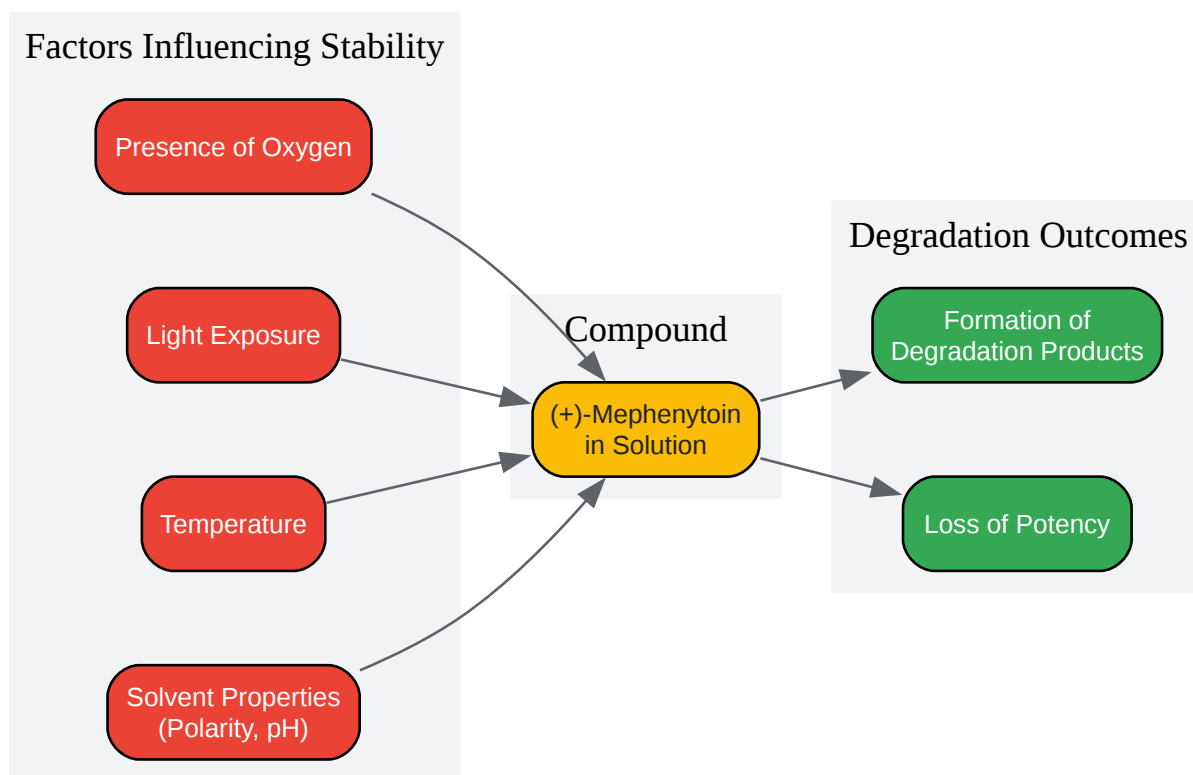 Factors Influencing Stability
Presence of Oxygen
Light Exposure
Temperature
Solvent Properties
(Polarity, pH)
Compound
(+)-Mephenytoin
in Solution
Degradation Outcomes
Formation of
Degradation Products
Loss of Potency